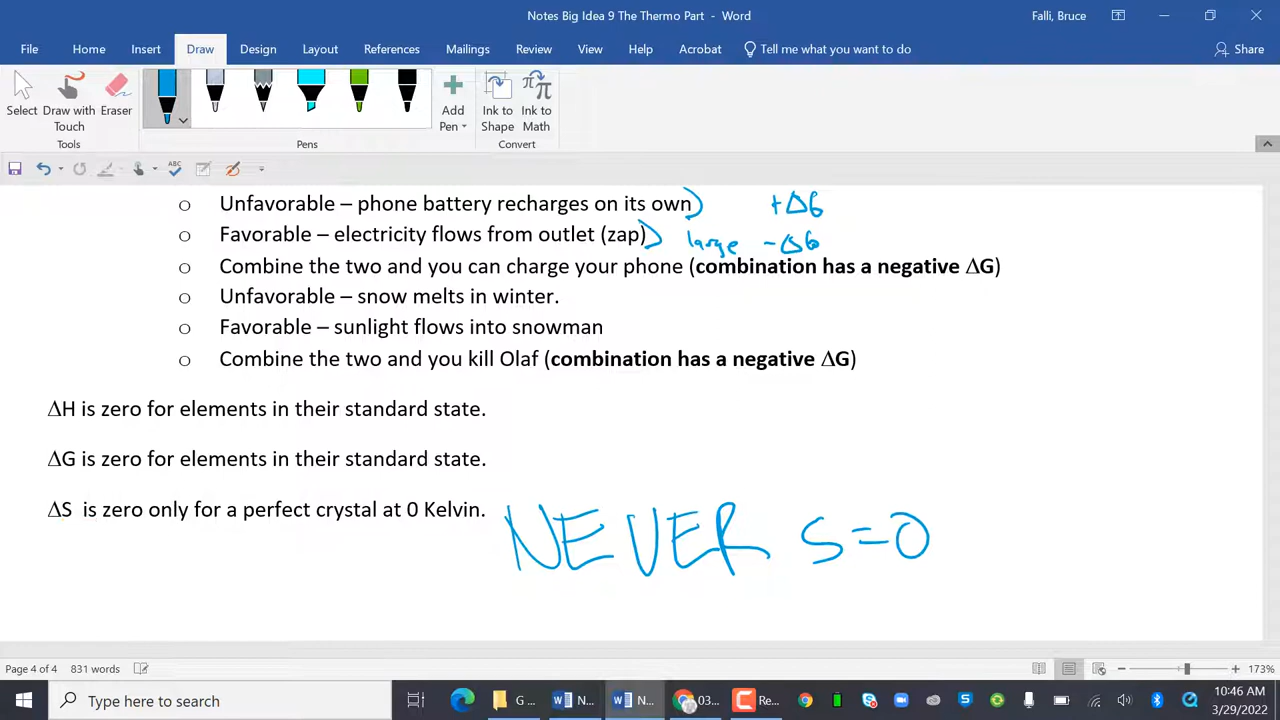 Notes Big Idea 9 The Thermo Part - Word
Falli, Bruce
File Home Insert Draw Design Layout References Mailings Review View Help Acrobat Tell me what you want to do Share
Select Draw with Touch Eraser Add Pen Ink to Shape Ink to Math
Tools Pens Convert
ABC
o Unfavorable – phone battery recharges on its own) +ΔG
o Favorable – electricity flows from outlet (zap) large -ΔG
o Combine the two and you can charge your phone (combination has a negative ΔG)
o Unfavorable – snow melts in winter.
o Favorable – sunlight flows into snowman
o Combine the two and you kill Olaf (combination has a negative ΔG)
ΔH is zero for elements in their standard state.
ΔG is zero for elements in their standard state.
ΔS is zero only for a perfect crystal at 0 Kelvin. NEVER S=0
Page 4 of 4 831 words 173%
Type here to search G ... N... N... 03... Re... 10:46 AM
3/29/2022